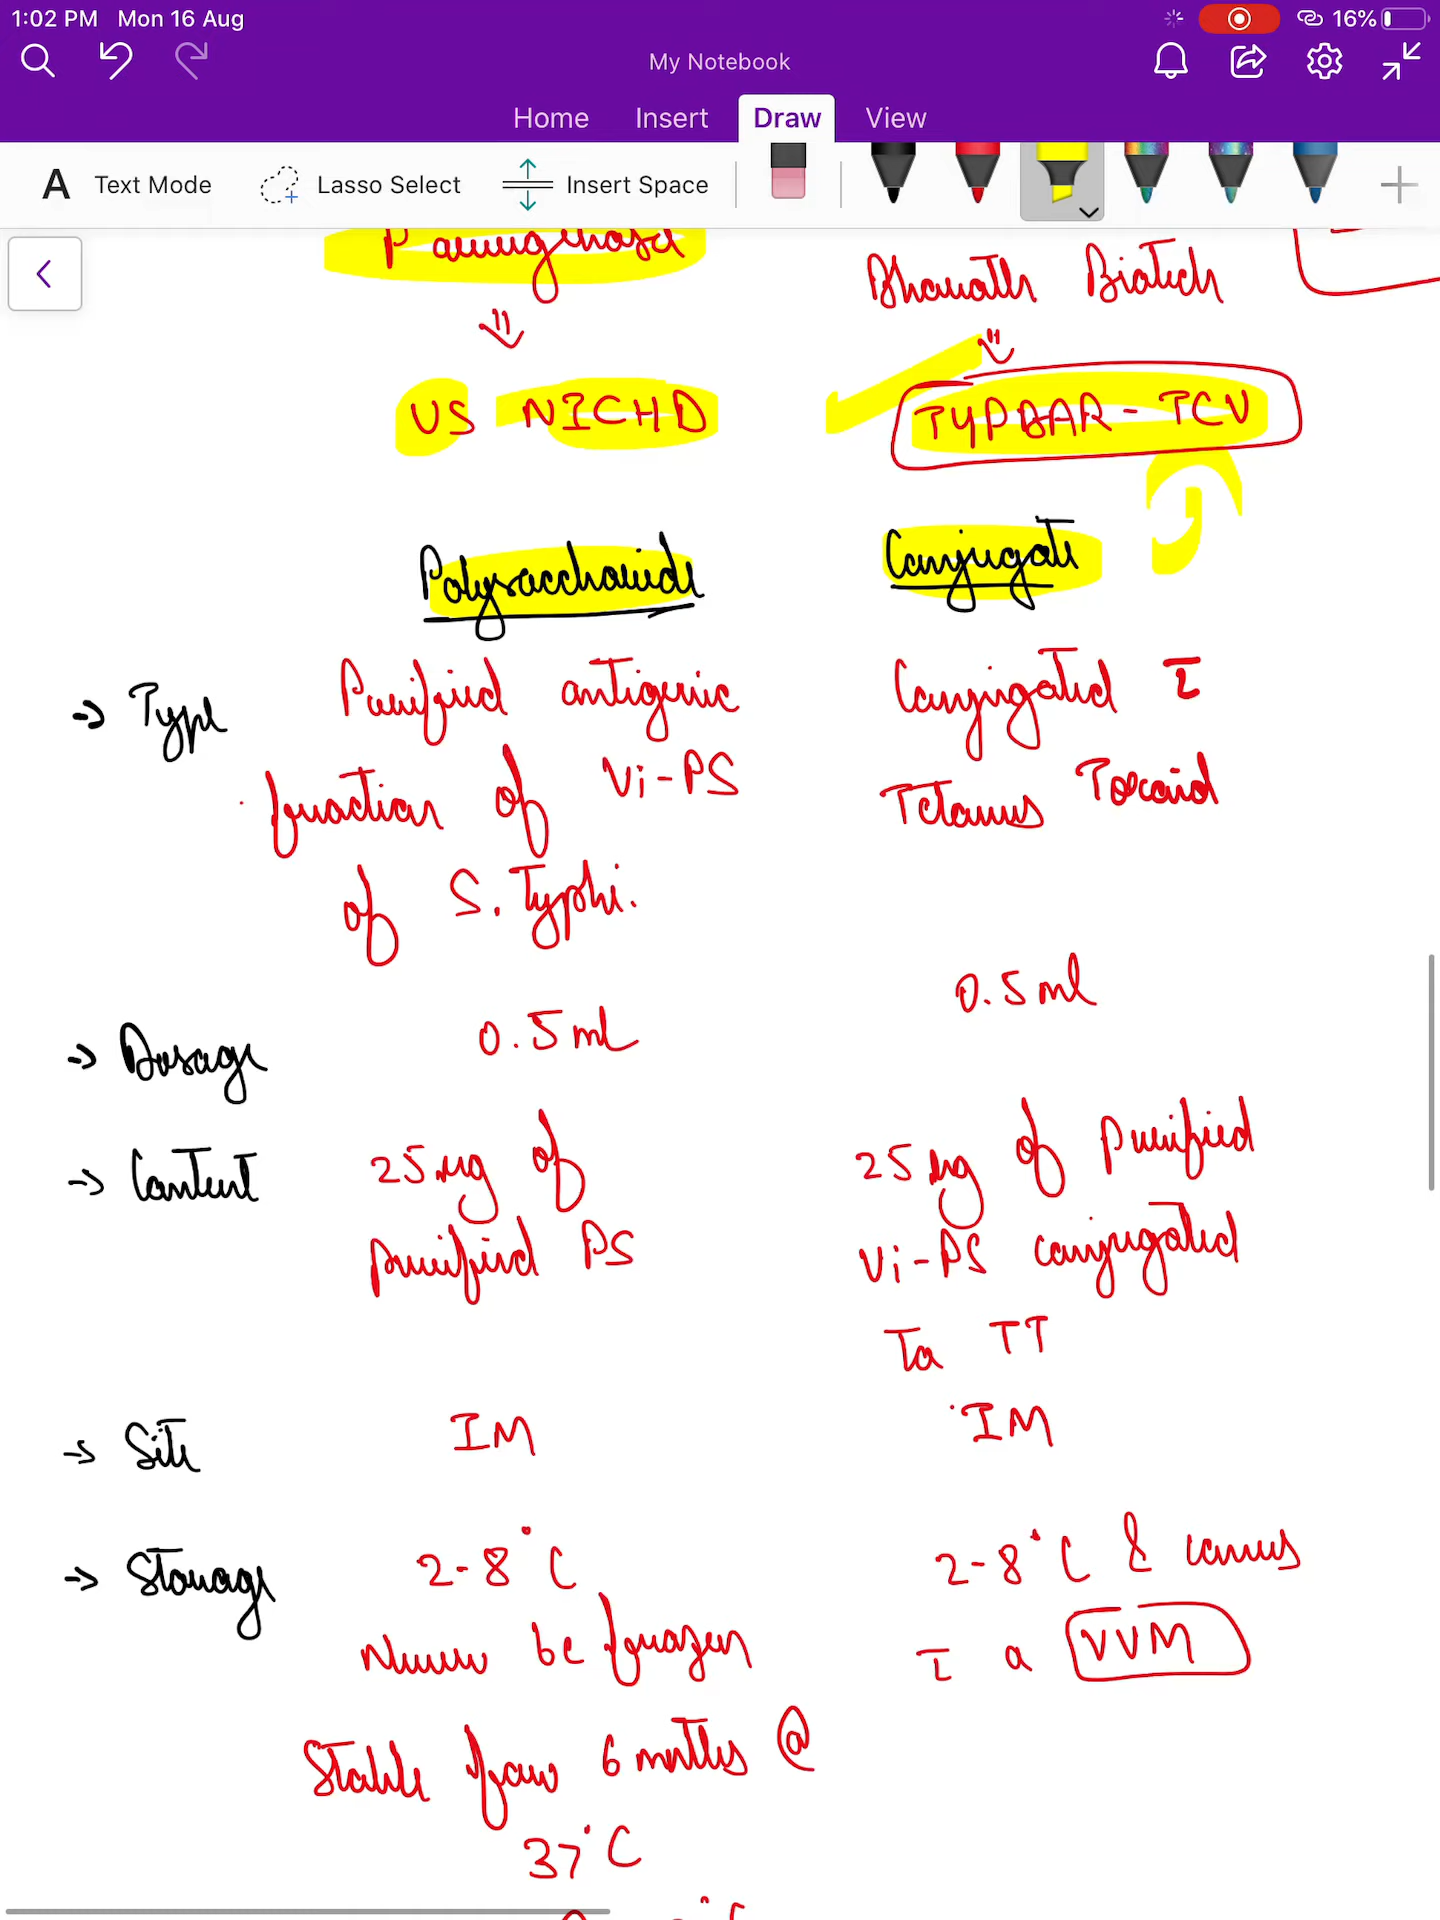 1:02 PM Mon 16 Aug 16%
My Notebook
Home Insert Draw View
A Text Mode Lasso Select Insert Space
P aeruginosa Bharath Biotech
US NICHD TYPBAR - TCV
Polysaccharide Conjugate
→ Type Purified antigenic Conjugated c̄
fraction of Vi-PS Tetanus Toxoid
of S. Typhi.
→ Dosage 0.5 ml 0.5 ml
→ Content 25 µg of 25 µg of purified
purified PS Vi-PS conjugated
To TT
→ Site IM IM
→ Storage 2-8°C 2-8°C & comes
Never be frozen c̄ a VVM
Stable for 6 months @
37°C